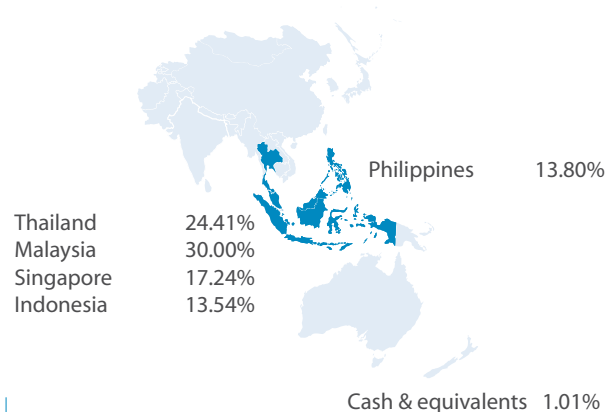 Philippines 13.80%
Thailand 24.41%
Malaysia 30.00%
Singapore 17.24%
Indonesia 13.54%
Cash & equivalents 1.01%